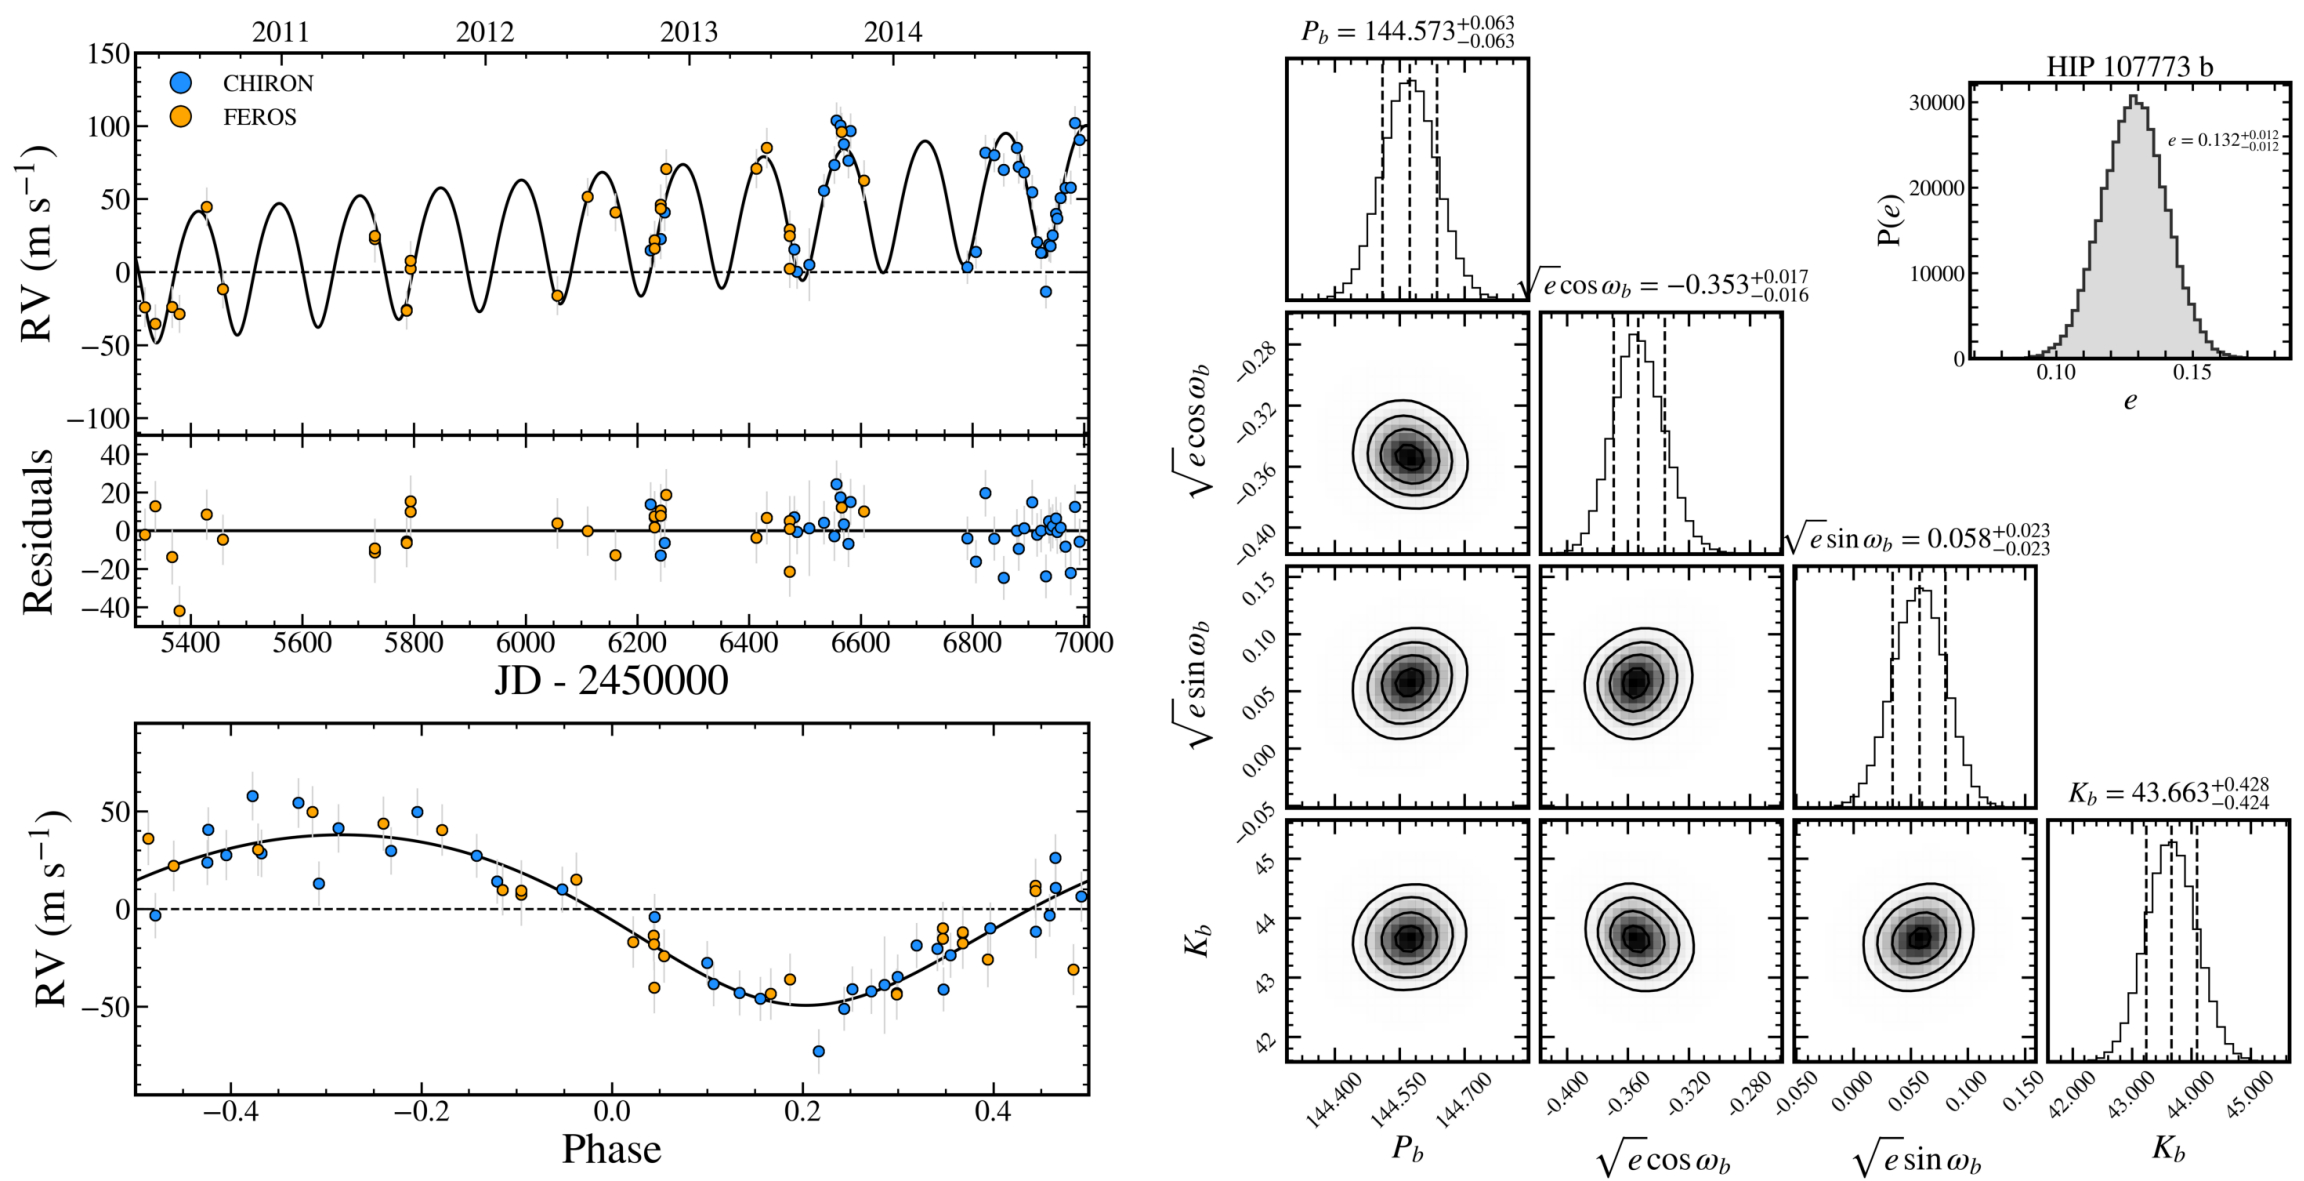 2011 2012 2013 2014
150
100
50
0
−50
−100
RV (m s−1)
CHIRON
FEROS
40
20
0
−20
−40
Residuals
5400 5600 5800 6000 6200 6400 6600 6800 7000
JD - 2450000
50
0
−50
RV (m s−1)
−0.4 −0.2 0.0 0.2 0.4
Phase
P_b = 144.573 +0.063 −0.063
√e cos ω_b = −0.353 +0.017 −0.016
√e sin ω_b = 0.058 +0.023 −0.023
K_b = 43.663 +0.428 −0.424
−0.28
−0.32
−0.36
−0.40
√e cos ω_b
0.15
0.10
0.05
0.00
−0.05
√e sin ω_b
45
44
43
42
K_b
144.400 144.550 144.700
P_b
-0.400 -0.360 -0.320 -0.280
√e cos ω_b
-0.050 0.000 0.050 0.100 0.150
√e sin ω_b
42.000 43.000 44.000 45.000
K_b
HIP 107773 b
30000
20000
10000
0
P(e)
e = 0.132 +0.012 −0.012
0.10 0.15
e